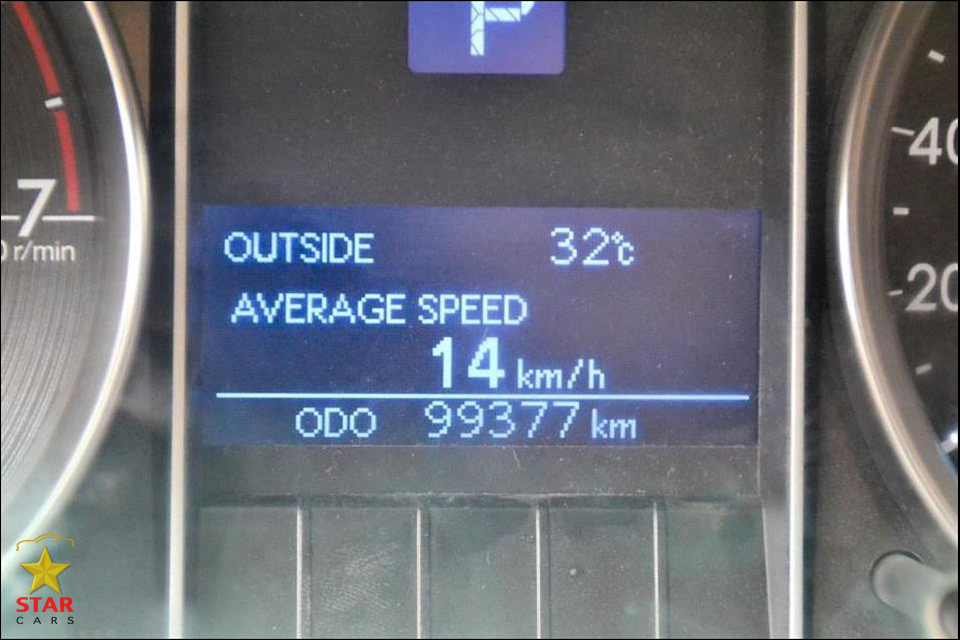 P
7
r/min
40
20
OUTSIDE 32°C
AVERAGE SPEED
14 km/h
ODO 99377 km
STAR
CARS